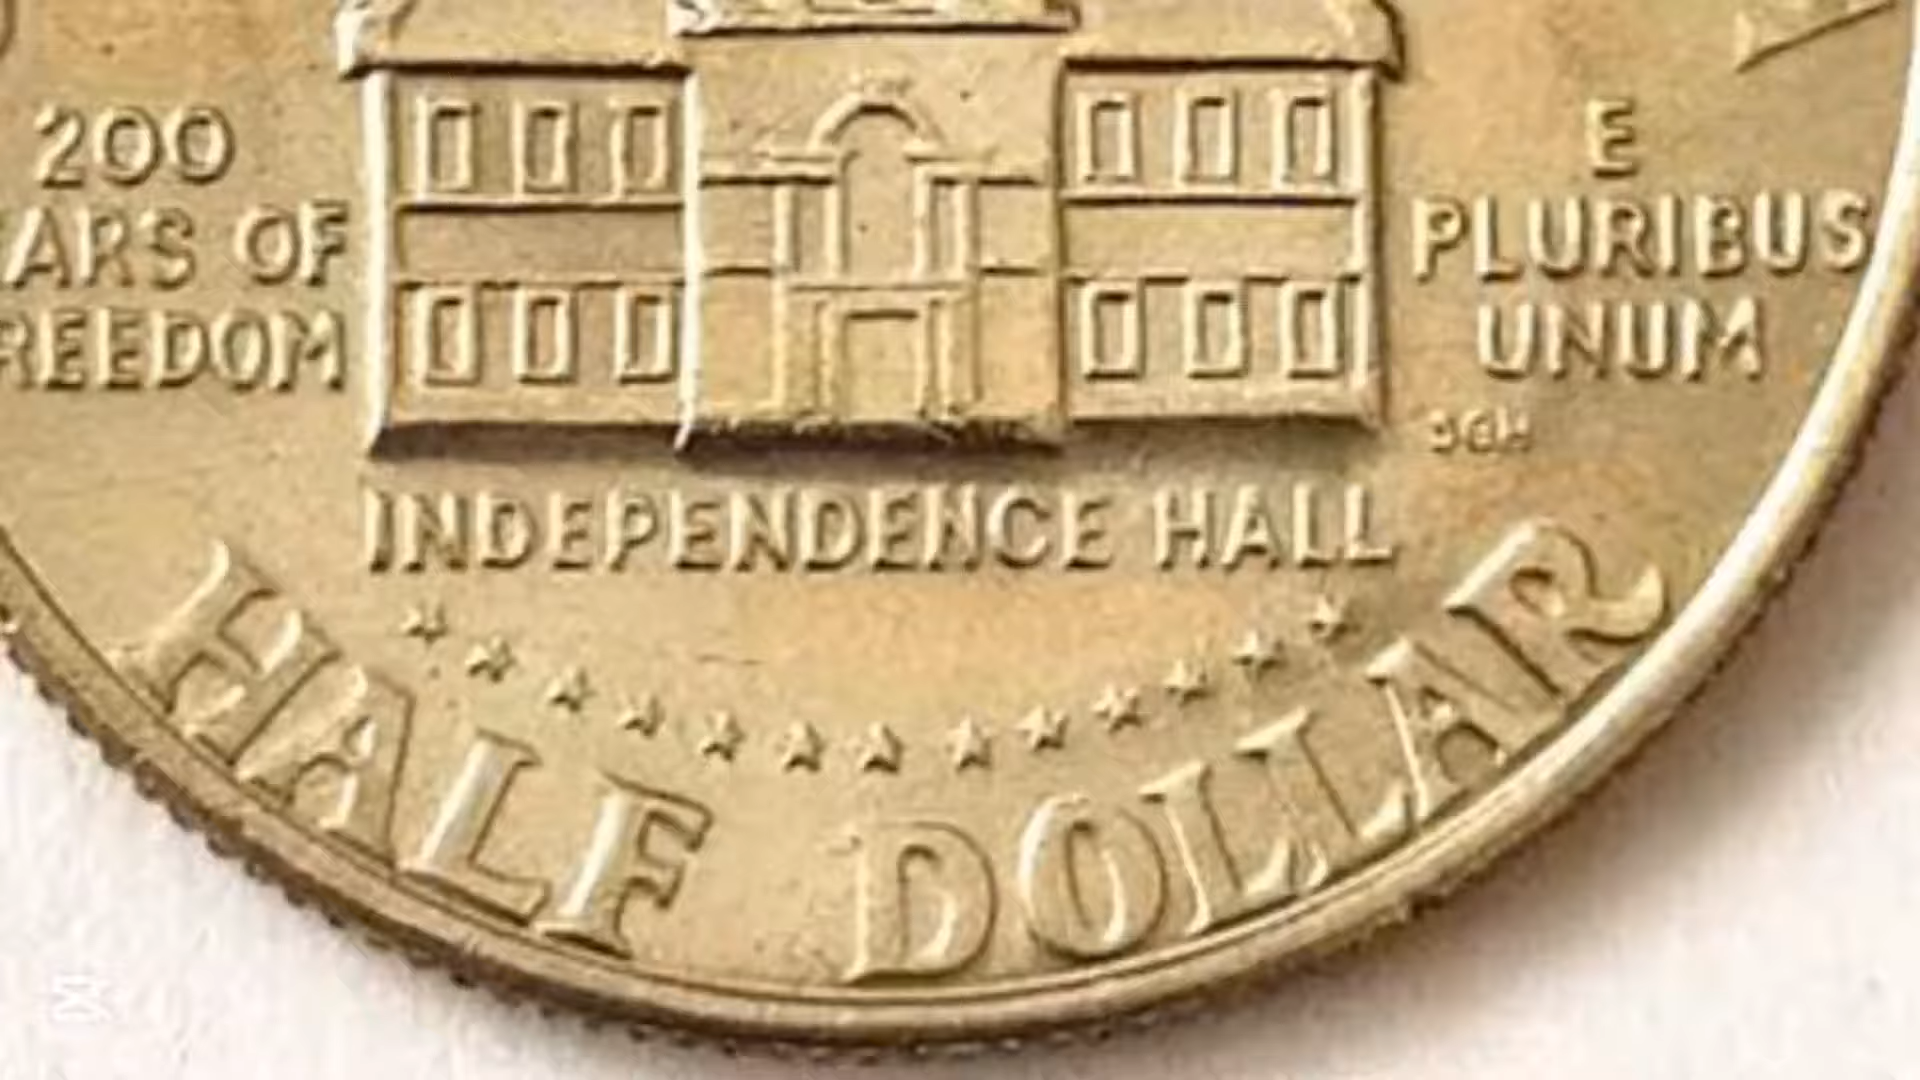 200
ARS OF
REEDOM
E
PLURIBUS
UNUM
INDEPENDENCE HALL
HALF DOLLAR